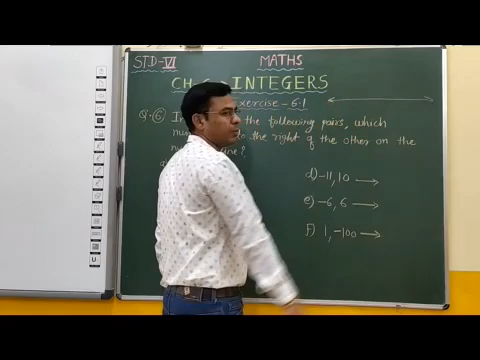 STD-VI MATHS
CH- INTEGERS
Exercise-6.1
Q-6 the following pairs, which
to the right of the other on the
d) -11, 10 →
e) -6, 6 →
F) 1, -100 →